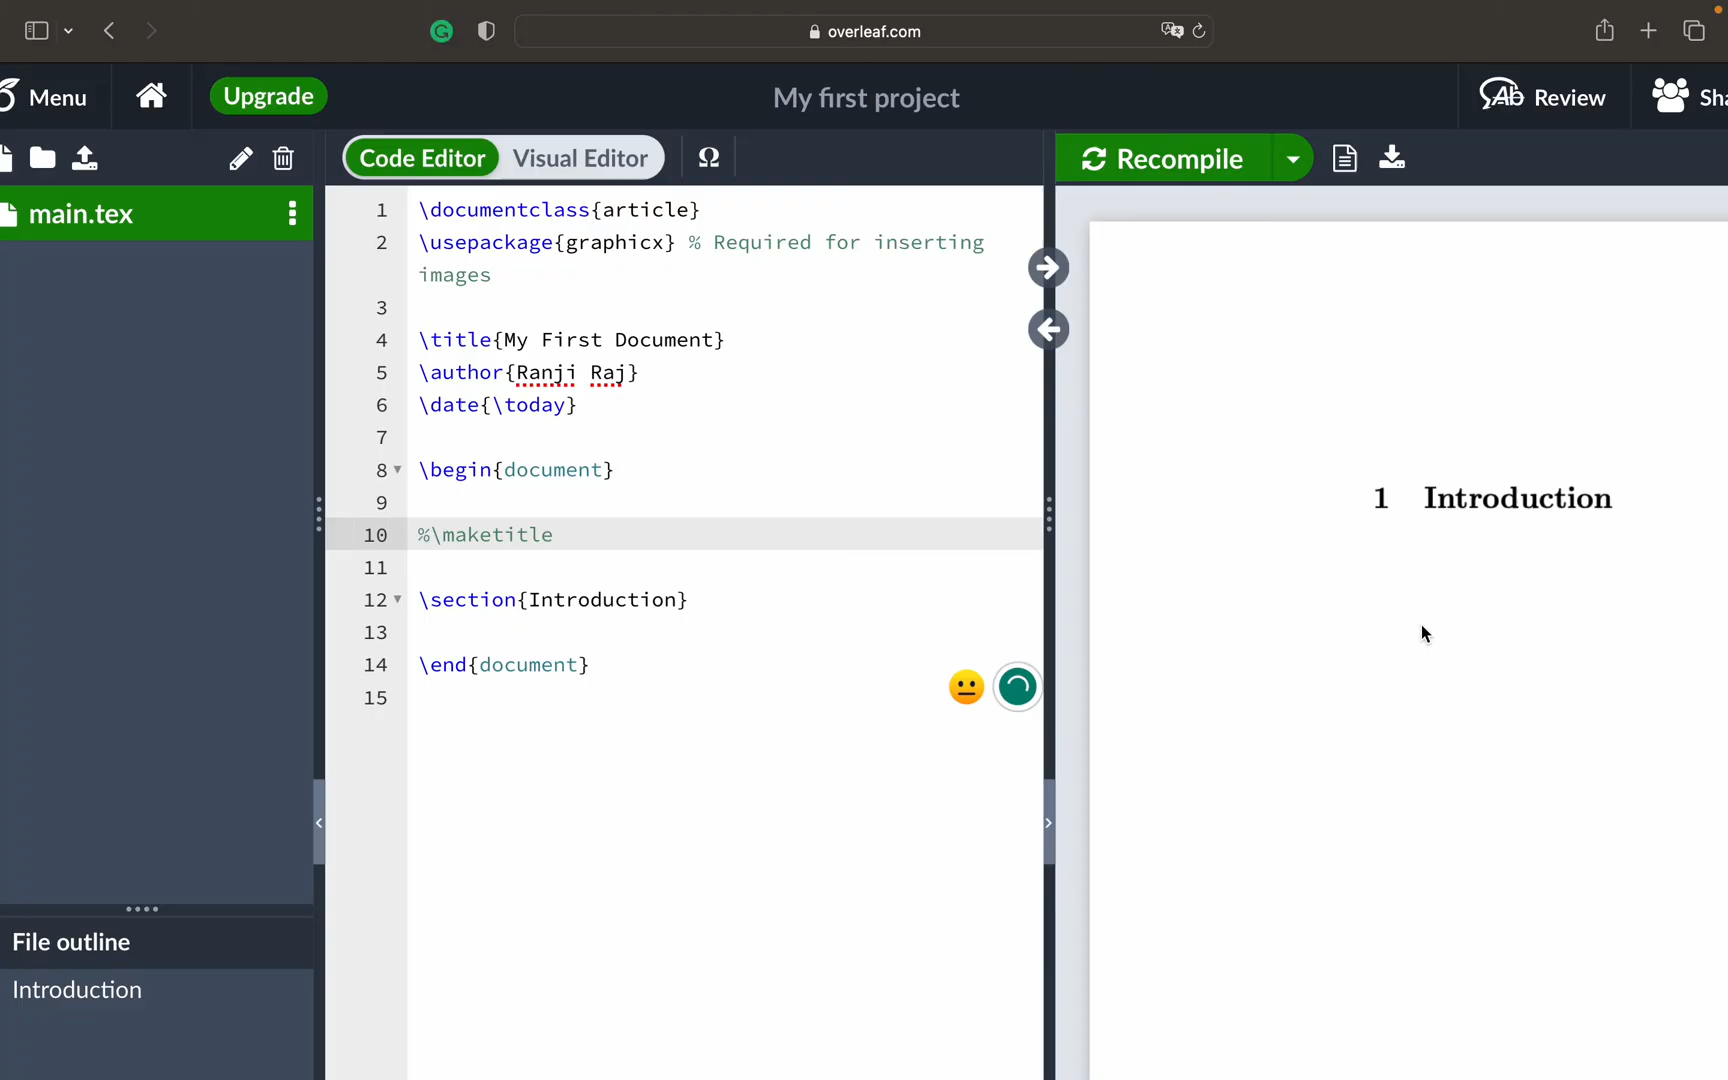 overleaf.com
Menu
Upgrade
My first project
Review
Sha
Code Editor
Visual Editor
Ω
Recompile
main.tex
1 \documentclass{article}
2 \usepackage{graphicx} % Required for inserting
images
3
4 \title{My First Document}
5 \author{Ranji Raj}
6 \date{\today}
7
8 \begin{document}
9
10 %\maketitle
11
12 \section{Introduction}
13
14 \end{document}
15
1 Introduction
File outline
Introduction